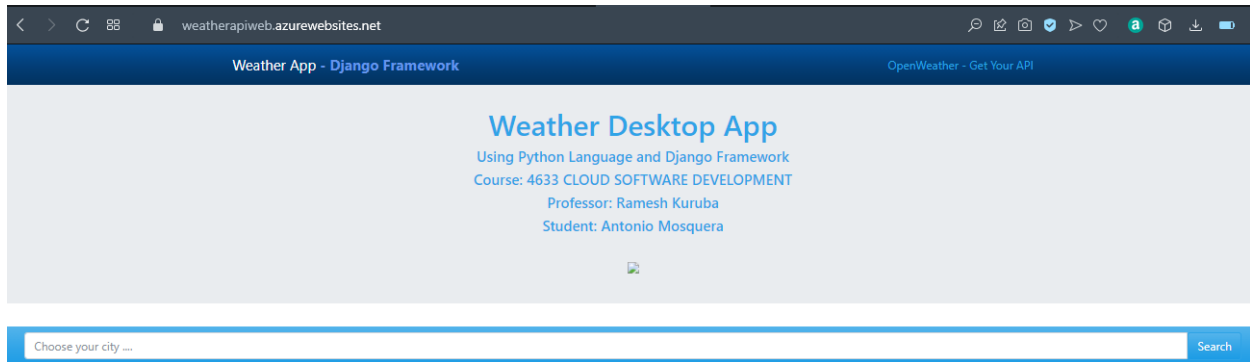 weatherapiweb.azurewebsites.net
a
Weather App - Django Framework
OpenWeather - Get Your API
Weather Desktop App
Using Python Language and Django Framework
Course: 4633 CLOUD SOFTWARE DEVELOPMENT
Professor: Ramesh Kuruba
Student: Antonio Mosquera
Choose your city ....
Search